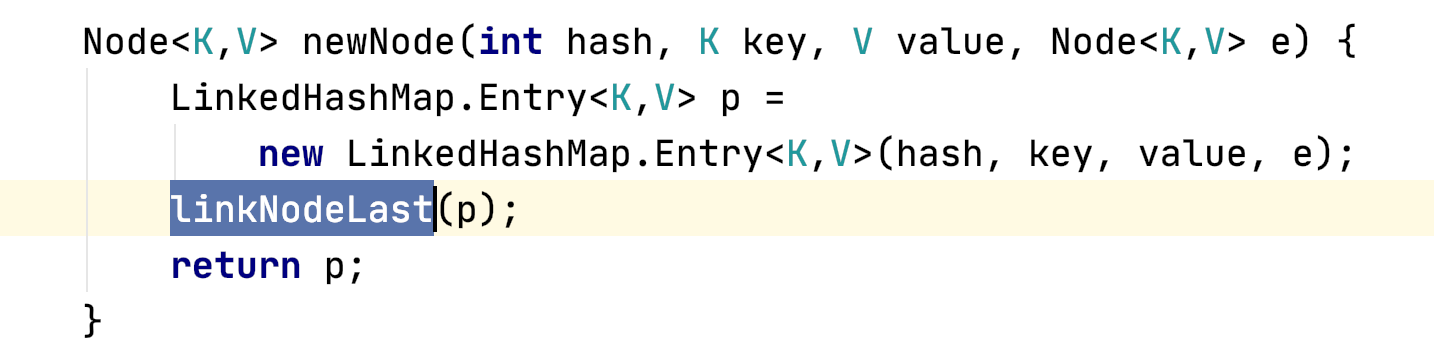 Node<K,V> newNode(int hash, K key, V value, Node<K,V> e) {
LinkedHashMap.Entry<K,V> p =
new LinkedHashMap.Entry<K,V>(hash, key, value, e);
linkNodeLast(p);
return p;
}